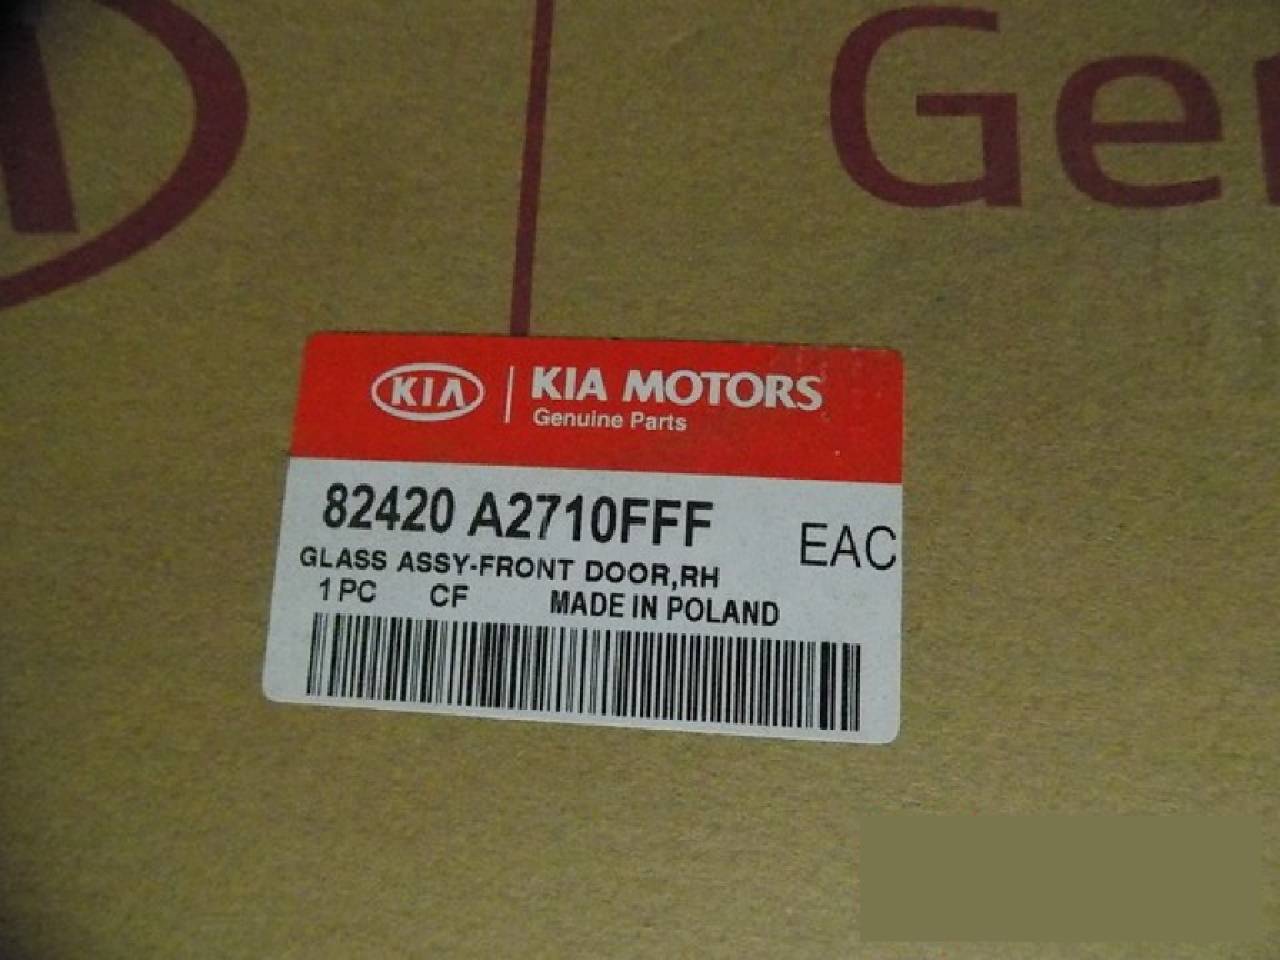 Gen
KIA KIA MOTORS
Genuine Parts
82420 A2710FFF
EAC
GLASS ASSY-FRONT DOOR,RH
1 PC CF MADE IN POLAND